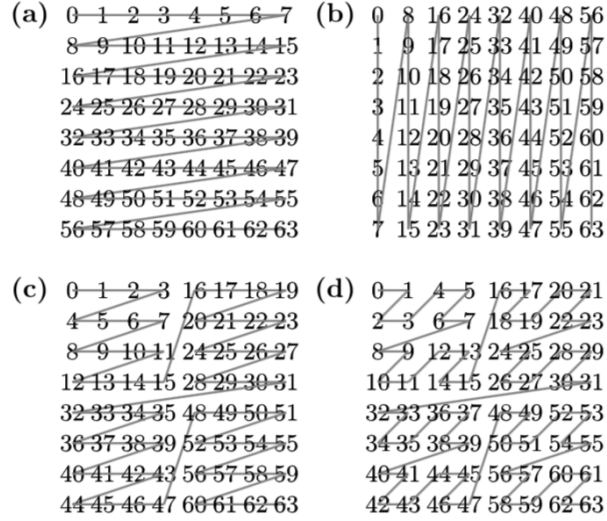 (a) 0 1 2 3 4 5 6 7
8 9 10 11 12 13 14 15
16 17 18 19 20 21 22 23
24 25 26 27 28 29 30 31
32 33 34 35 36 37 38 39
40 41 42 43 44 45 46 47
48 49 50 51 52 53 54 55
56 57 58 59 60 61 62 63
(b) 0 8 16 24 32 40 48 56
1 9 17 25 33 41 49 57
2 10 18 26 34 42 50 58
3 11 19 27 35 43 51 59
4 12 20 28 36 44 52 60
5 13 21 29 37 45 53 61
6 14 22 30 38 46 54 62
7 15 23 31 39 47 55 63
(c) 0 1 2 3 16 17 18 19
4 5 6 7 20 21 22 23
8 9 10 11 24 25 26 27
12 13 14 15 28 29 30 31
32 33 34 35 48 49 50 51
36 37 38 39 52 53 54 55
40 41 42 43 56 57 58 59
44 45 46 47 60 61 62 63
(d) 0 1 4 5 16 17 20 21
2 3 6 7 18 19 22 23
8 9 12 13 24 25 28 29
10 11 14 15 26 27 30 31
32 33 36 37 48 49 52 53
34 35 38 39 50 51 54 55
40 41 44 45 56 57 60 61
42 43 46 47 58 59 62 63